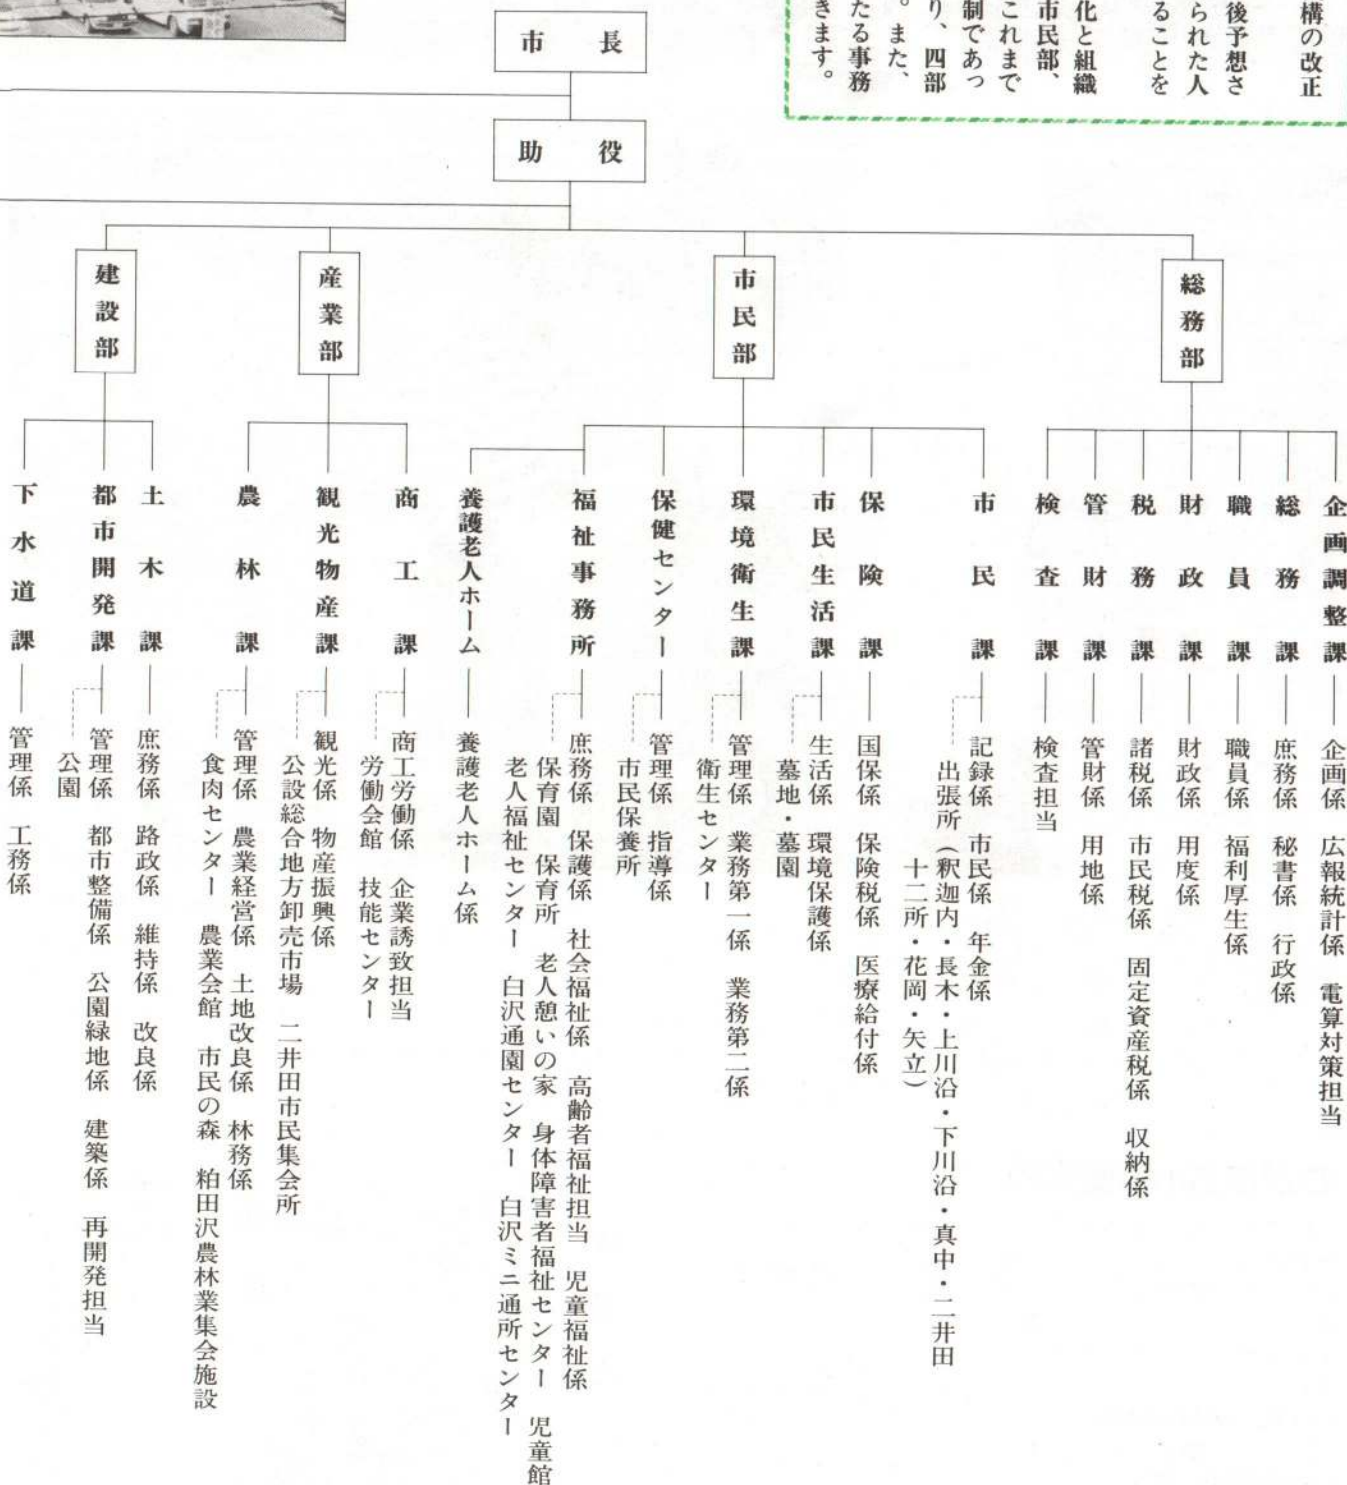 構の改正
後予想さ
られた人
ることを
化と組織
市民部、
これまで
制であっ
り、四部
。また、
たる事務
きます。
市長
助役
総務部
企画調整課
企画係 広報統計係 電算対策担当
総務課
庶務係 秘書係 行政係
職員課
職員係 福利厚生係
財政課
財政係 用度係
税務課
諸税係 市民税係 固定資産税係 収納係
管財課
管財係 用地係
検査課
検査担当
市民部
市民課
記録係 市民係 年金係
出張所（釈迦内・長木・上川沿・下川沿・真中・二井田
十二所・花岡・矢立）
保険課
国保係 保険税係 医療給付係
市民生活課
生活係 環境保護係
墓地・墓園
環境衛生課
管理係 業務第一係 業務第二係
衛生センター
保健センター
管理係 指導係
市民保養所
福祉事務所
庶務係 保護係 社会福祉係 高齢者福祉担当 児童福祉係
保育園 保育所 老人憩いの家 身体障害者福祉センター 児童館
老人福祉センター 白沢通園センター 白沢ミニ通所センター
養護老人ホーム
養護老人ホーム係
産業部
商工課
商工労働係 企業誘致担当
労働会館 技能センター
観光物産課
観光係 物産振興係
公設総合地方卸売市場 二井田市民集会所
農林課
管理係 農業経営係 土地改良係 林務係
食肉センター 農業会館 市民の森 粕田沢農林業集会施設
建設部
土木課
庶務係 路政係 維持係 改良係
都市開発課
管理係 都市整備係 公園緑地係 建築係 再開発担当
公園
下水道課
管理係 工務係